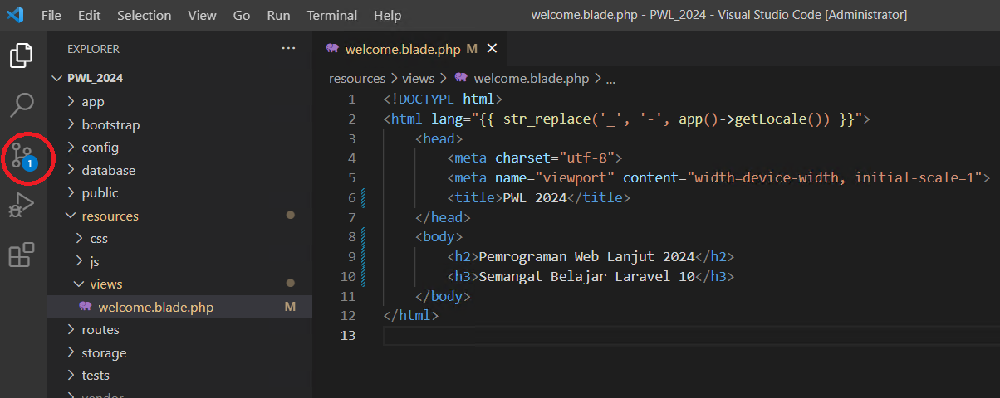 File Edit Selection View Go Run Terminal Help welcome.blade.php - PWL_2024 - Visual Studio Code [Administrator]
EXPLORER ...
PWL_2024
app
bootstrap
config
database
public
resources
css
js
views
welcome.blade.php M
routes
storage
tests
vendor
1
welcome.blade.php M
resources > views > welcome.blade.php > ...
1 <!DOCTYPE html>
2 <html lang="{{ str_replace('_', '-', app()->getLocale()) }}">
3 <head>
4 <meta charset="utf-8">
5 <meta name="viewport" content="width=device-width, initial-scale=1">
6 <title>PWL 2024</title>
7 </head>
8 <body>
9 <h2>Pemrograman Web Lanjut 2024</h2>
10 <h3>Semangat Belajar Laravel 10</h3>
11 </body>
12 </html>
13